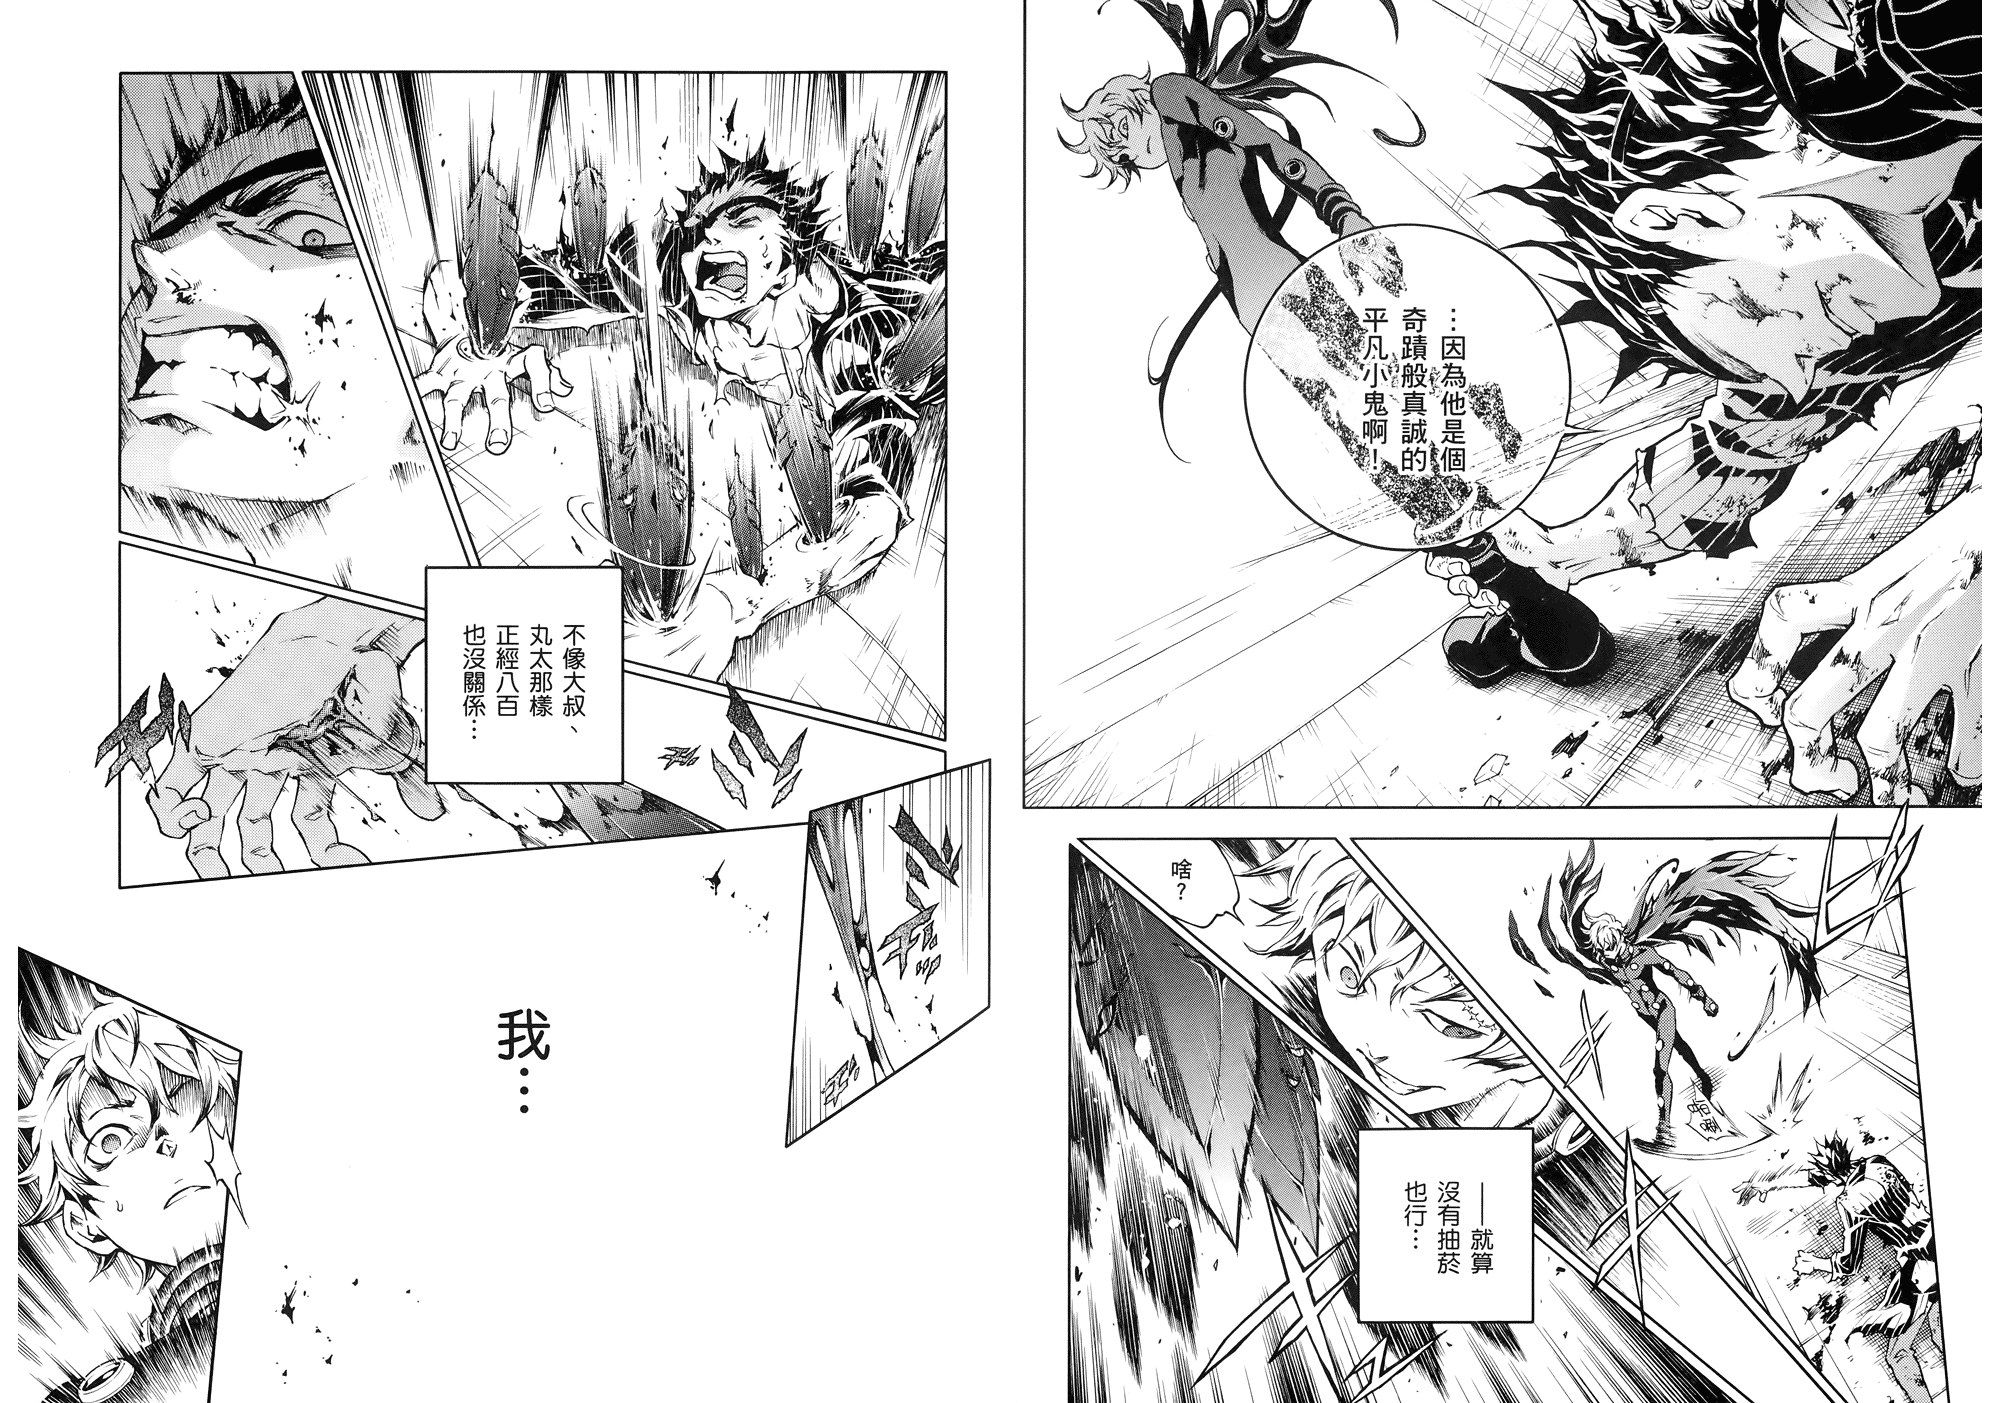 …因為他是個
奇蹟般真誠的
平凡小鬼啊！
啥？
──就算
沒有抽菸
也行…
不像大叔、
丸太那樣
正經八百
也沒關係…
我…